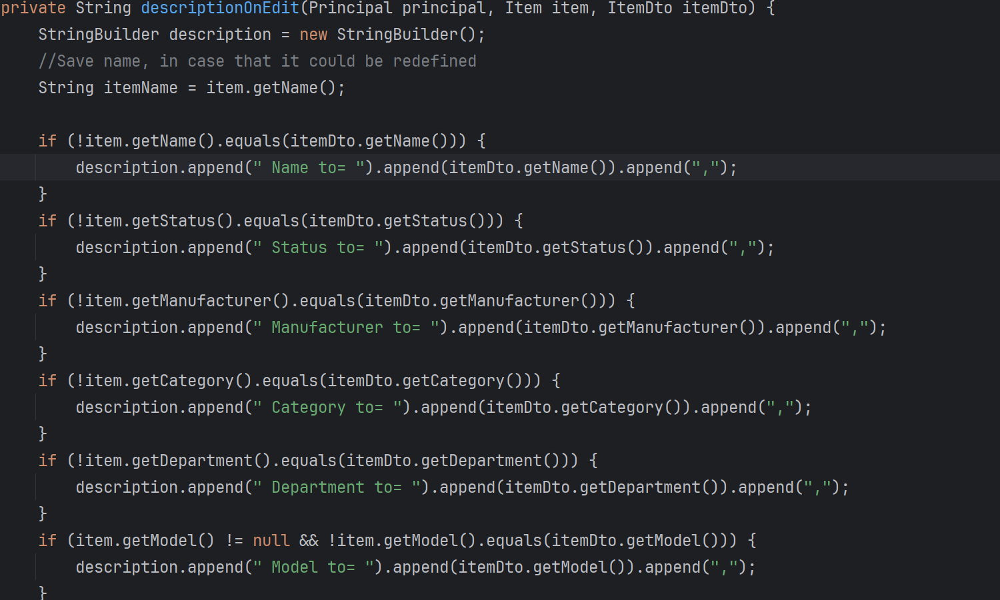 private String descriptionOnEdit(Principal principal, Item item, ItemDto itemDto) {
    StringBuilder description = new StringBuilder();
    //Save name, in case that it could be redefined
    String itemName = item.getName();

    if (!item.getName().equals(itemDto.getName())) {
        description.append(" Name to= ").append(itemDto.getName()).append(",");
    }
    if (!item.getStatus().equals(itemDto.getStatus())) {
        description.append(" Status to= ").append(itemDto.getStatus()).append(",");
    }
    if (!item.getManufacturer().equals(itemDto.getManufacturer())) {
        description.append(" Manufacturer to= ").append(itemDto.getManufacturer()).append(",");
    }
    if (!item.getCategory().equals(itemDto.getCategory())) {
        description.append(" Category to= ").append(itemDto.getCategory()).append(",");
    }
    if (!item.getDepartment().equals(itemDto.getDepartment())) {
        description.append(" Department to= ").append(itemDto.getDepartment()).append(",");
    }
    if (item.getModel() != null && !item.getModel().equals(itemDto.getModel())) {
        description.append(" Model to= ").append(itemDto.getModel()).append(",");
    }